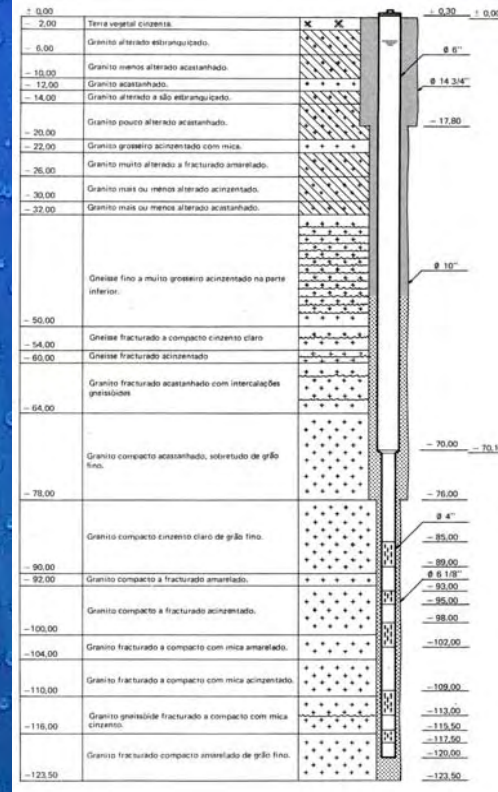 ± 0,00
− 2,00
Terra vegetal cinzenta.
Granito alterado esbranquiçado.
− 6,00
Granito menos alterado acastanhado.
− 10,00
Granito acastanhado.
− 12,00
Granito alterado a são esbranquiçado.
− 14,00
Granito pouco alterado acastanhado.
− 20,00
Granito grosseiro acinzentado com mica.
− 22,00
Granito muito alterado a fracturado amarelado.
− 26,00
Granito mais ou menos alterado acinzentado.
− 30,00
Granito mais ou menos alterado acastanhado.
− 32,00
Gneisse fino a muito grosseiro acinzentado na parte
inferior.
− 50,00
Gneisse fracturado a compacto cinzento claro
− 54,00
Gneisse fracturado acinzentado
− 60,00
Granito fracturado acastanhado com intercalações
gneissóides
− 64,00
Granito compacto acastanhado, sobretudo de grão
fino.
− 78,00
Granito compacto cinzento claro de grão fino.
− 90,00
Granito compacto a fracturado amarelado.
− 92,00
Granito compacto a fracturado acinzentado.
−100,00
Granito fracturado a compacto com mica amarelado.
−104,00
Granito fracturado a compacto com mica acinzentado.
−110,00
Granito gneissóide fracturado a compacto com mica
cinzento.
−116,00
Granito fracturado compacto amarelado de grão fino.
−123,50
± 0,30
± 0,00
ø 6"
ø 14 3/4"
−17,80
ø 10"
−70,00
−70,1
−76,00
ø 4"
−85,00
−89,00
ø 6 1/8"
−93,00
−95,00
−98,00
−102,00
−109,00
−113,00
−115,50
−117,50
−120,00
−123,50